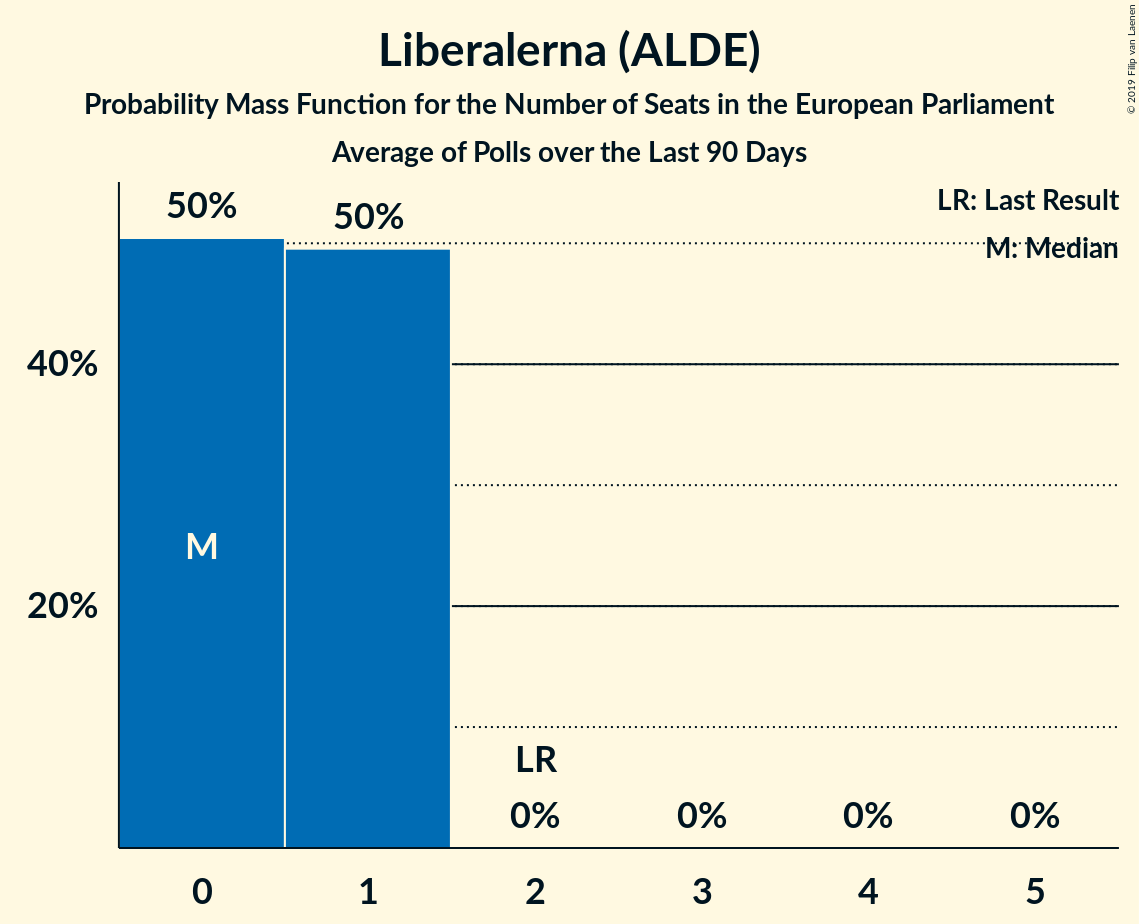 Liberalerna (ALDE)
Probability Mass Function for the Number of Seats in the European Parliament
Average of Polls over the Last 90 Days
© 2019 Filip van Laenen
LR: Last Result
M: Median
50%
50%
40%
20%
M
LR
0%
0%
0%
0%
0
1
2
3
4
5